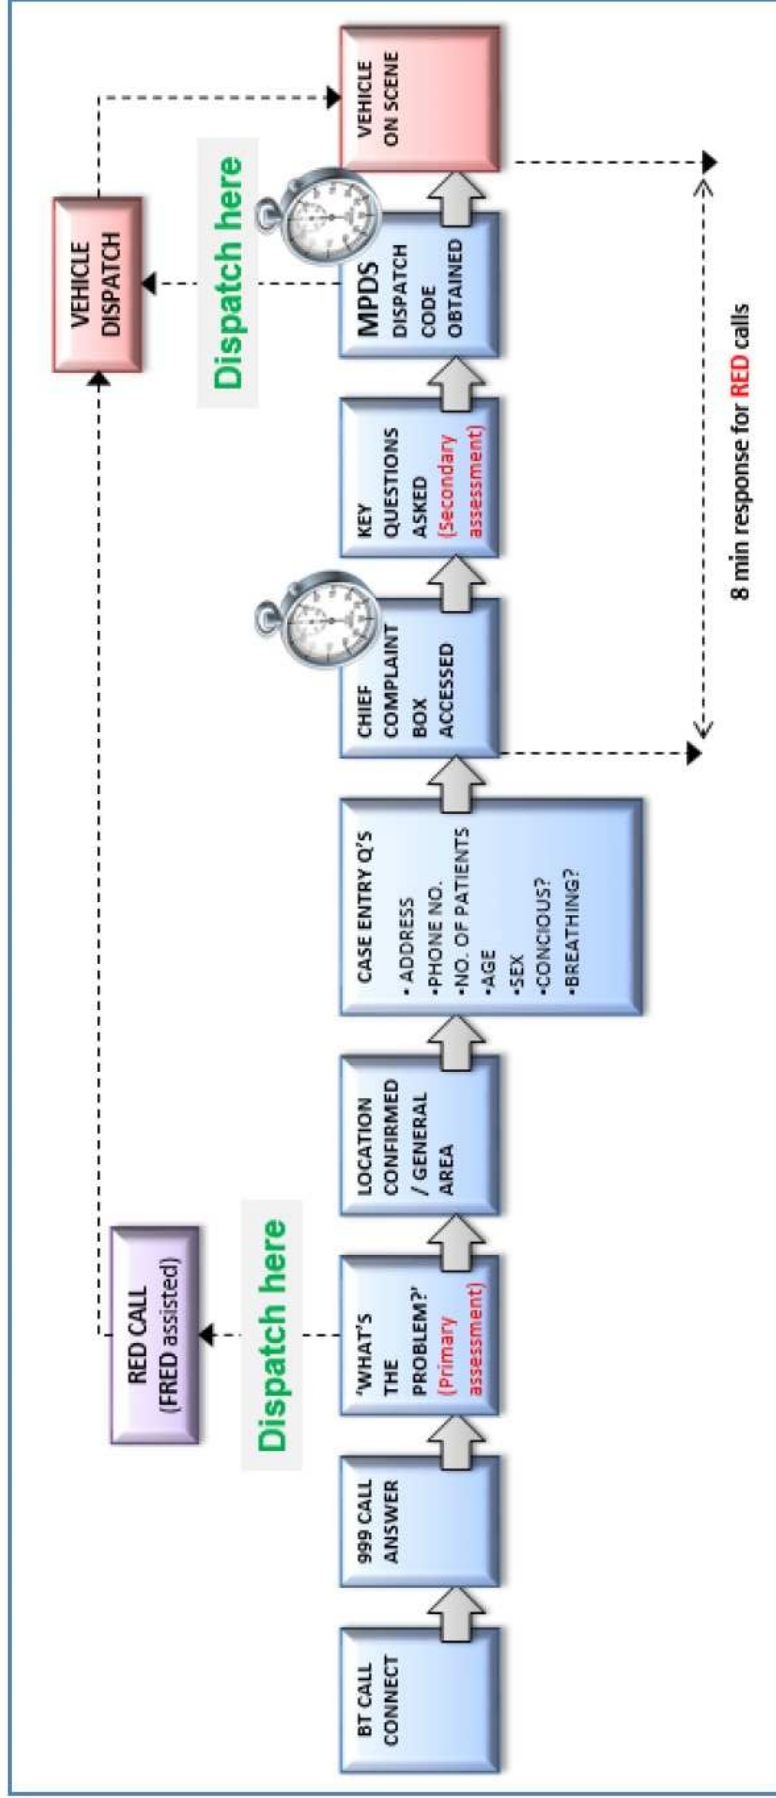 BT CALL
CONNECT
999 CALL
ANSWER
'WHAT'S
THE
PROBLEM?'
(Primary
assessment)
Dispatch here
RED CALL
(FRED assisted)
LOCATION
CONFIRMED
/ GENERAL
AREA
CASE ENTRY Q'S
• ADDRESS
•PHONE NO.
•NO. OF PATIENTS
•AGE
•SEX
•CONCIOUS?
•BREATHING?
CHIEF
COMPLAINT
BOX
ACCESSED
KEY
QUESTIONS
ASKED
(Secondary
assessment)
MPDS
DISPATCH
CODE
OBTAINED
Dispatch here
VEHICLE
DISPATCH
VEHICLE
ON SCENE
8 min response for RED calls